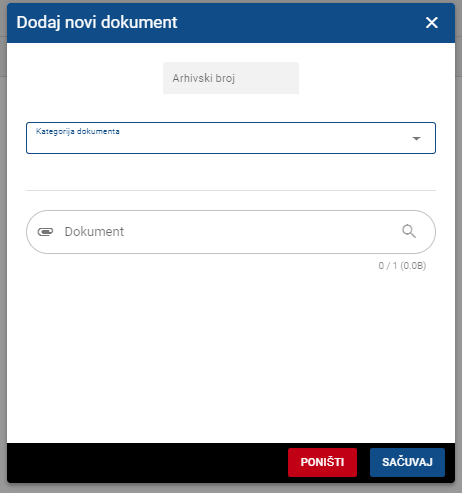 Dodaj novi dokument
Arhivski broj
Kategorija dokumenta
Dokument
0 / 1 (0.0B)
PONIŠTI
SAČUVAJ